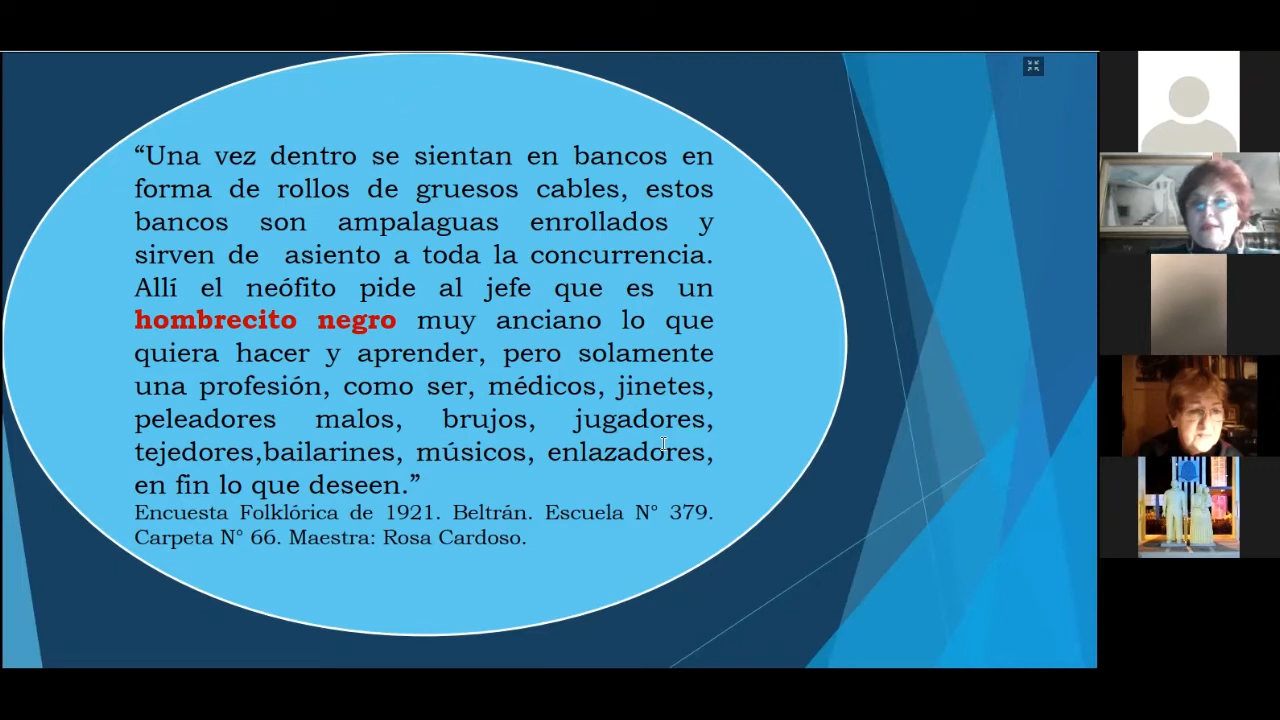 “Una vez dentro se sientan en bancos en
forma de rollos de gruesos cables, estos
bancos son ampalaguas enrollados y
sirven de asiento a toda la concurrencia.
Allí el neófito pide al jefe que es un
hombrecito negro muy anciano lo que
quiera hacer y aprender, pero solamente
una profesión, como ser, médicos, jinetes,
peleadores malos, brujos, jugadores,
tejedores,bailarines, músicos, enlazadores,
en fin lo que deseen.”
Encuesta Folklórica de 1921. Beltrán. Escuela N° 379.
Carpeta N° 66. Maestra: Rosa Cardoso.